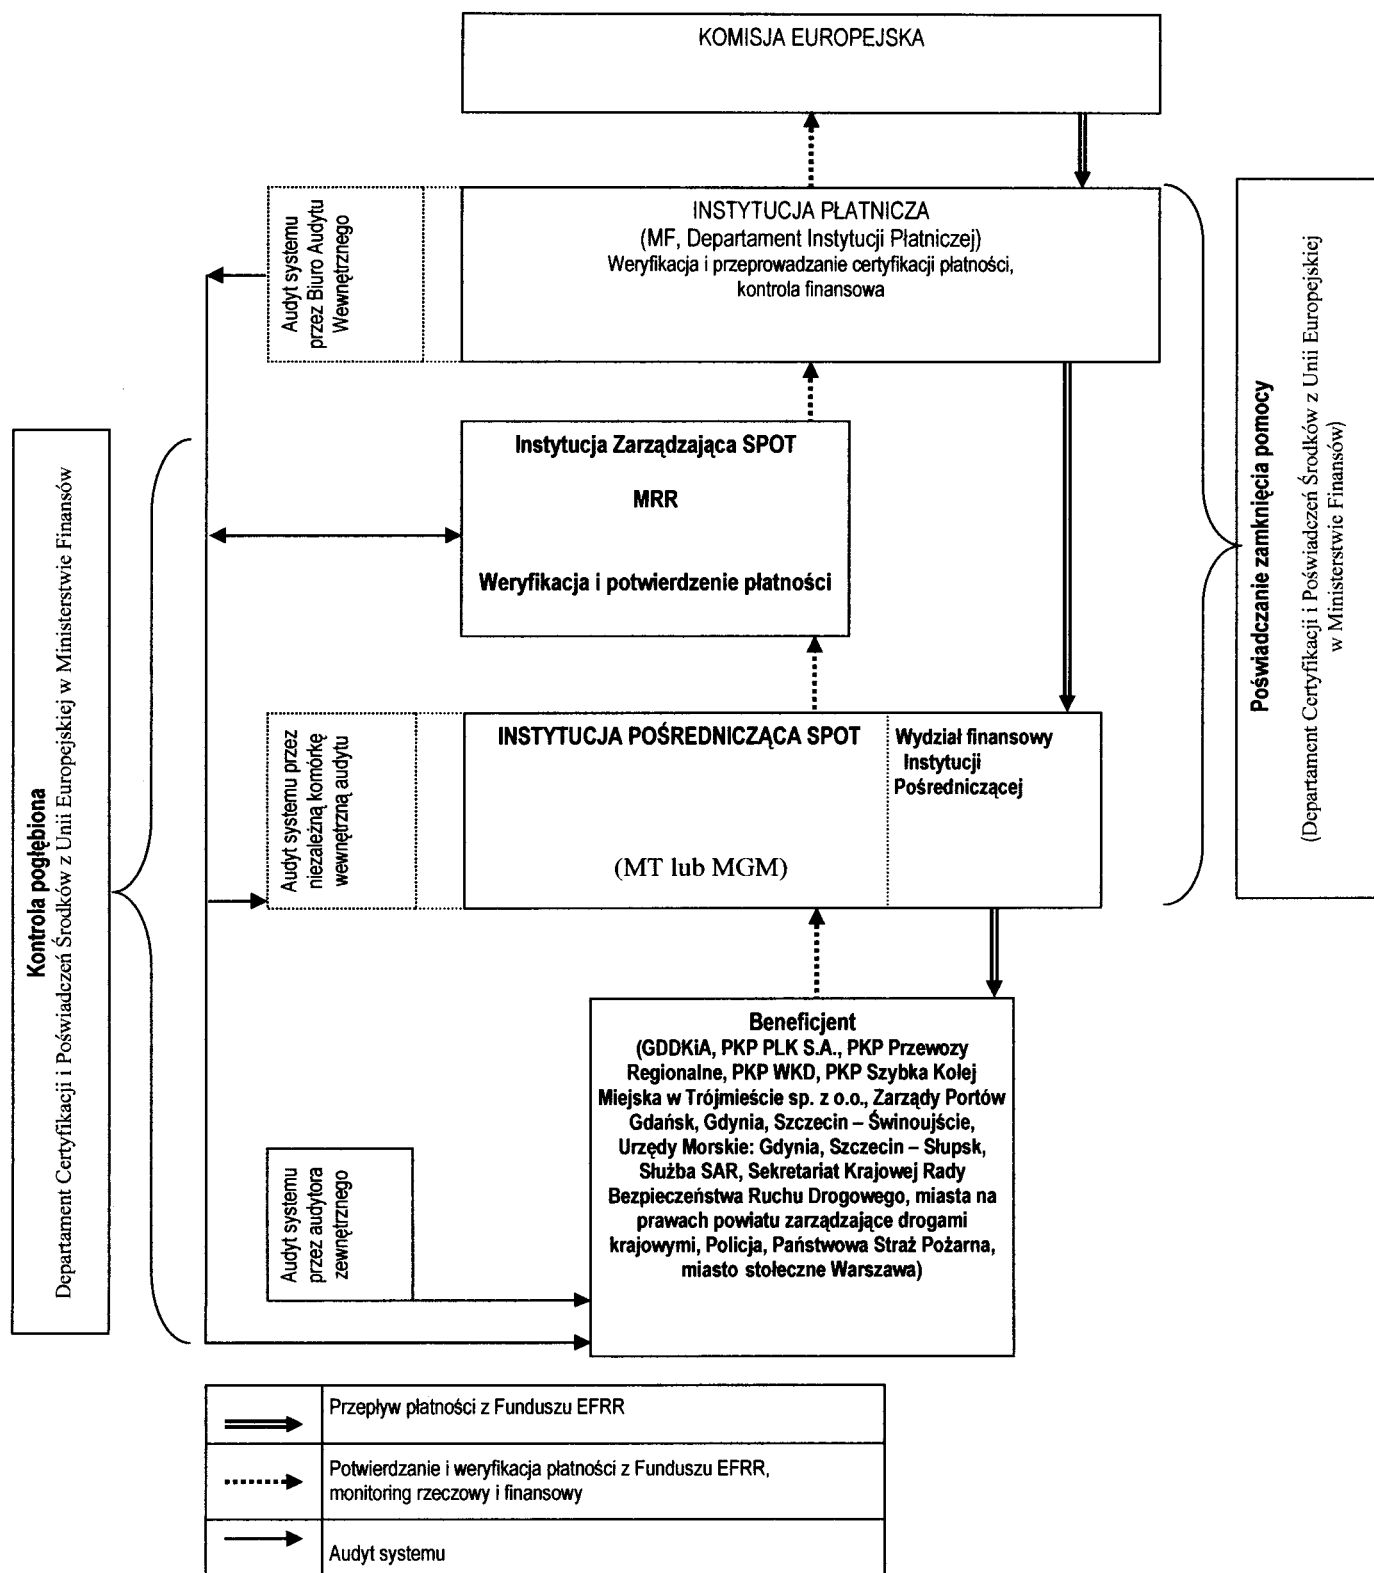 KOMISJA EUROPEJSKA
INSTYTUCJA PŁATNICZA
(MF, Departament Instytucji Płatniczej)
Weryfikacja i przeprowadzanie certyfikacji płatności,
kontrola finansowa
Audyt systemu
przez Biuro Audytu
Wewnętrznego
Instytucja Zarządzająca SPOT
MRR
Weryfikacja i potwierdzenie płatności
Kontrola pogłębiona
Departament Certyfikacji i Poświadczeń Środków z Unii Europejskiej w Ministerstwie Finansów
Poświadczanie zamknięcia pomocy
(Departament Certyfikacji i Poświadczeń Środków z Unii Europejskiej
w Ministerstwie Finansów)
Audyt systemu przez
niezależną komórkę
wewnętrzną audytu
INSTYTUCJA POŚREDNICZĄCA SPOT
(MT lub MGM)
Wydział finansowy
Instytucji
Pośredniczącej
Beneficjent
(GDDKiA, PKP PLK S.A., PKP Przewozy
Regionalne, PKP WKD, PKP Szybka Kolej
Miejska w Trójmieście sp. z o.o., Zarządy Portów
Gdańsk, Gdynia, Szczecin – Świnoujście,
Urzędy Morskie: Gdynia, Szczecin – Słupsk,
Służba SAR, Sekretariat Krajowej Rady
Bezpieczeństwa Ruchu Drogowego, miasta na
prawach powiatu zarządzające drogami
krajowymi, Policja, Państwowa Straż Pożarna,
miasto stołeczne Warszawa)
Audyt systemu
przez audytora
zewnętrznego
Przepływ płatności z Funduszu EFRR
Potwierdzanie i weryfikacja płatności z Funduszu EFRR,
monitoring rzeczowy i finansowy
Audyt systemu